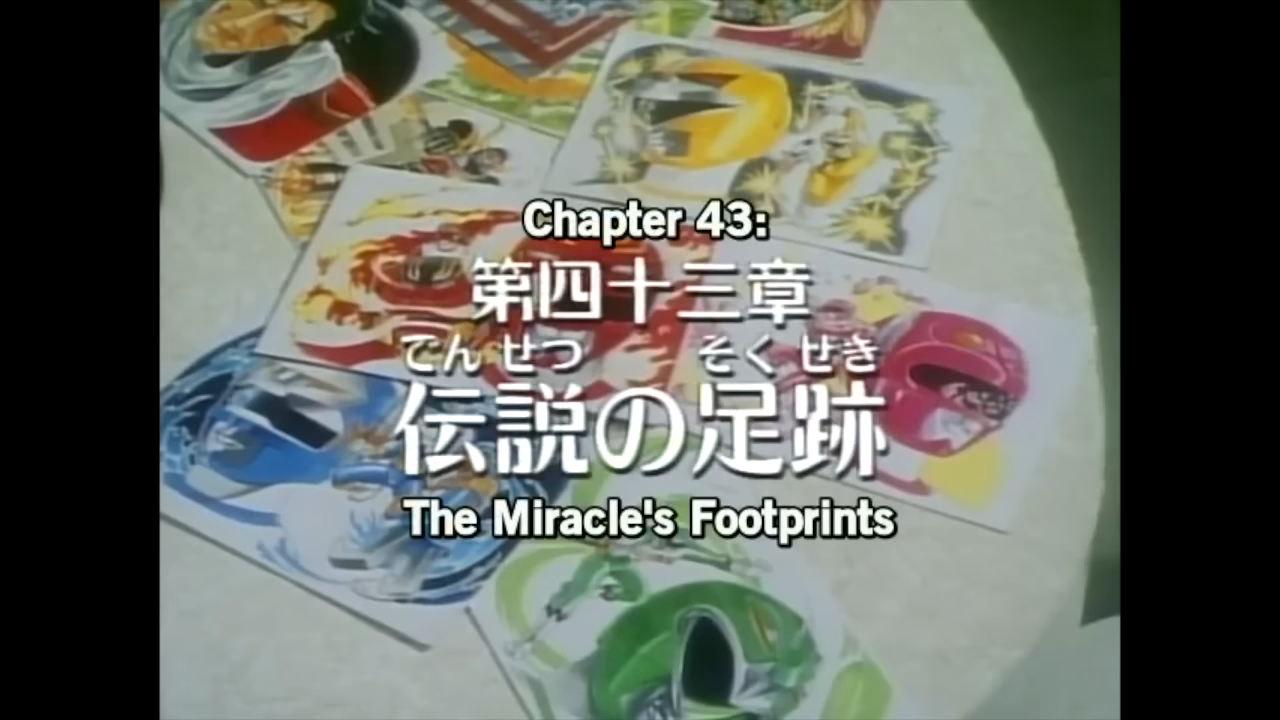 Chapter 43:
第四十三章
でんせつ そくせき
伝説の足跡
The Miracle's Footprints